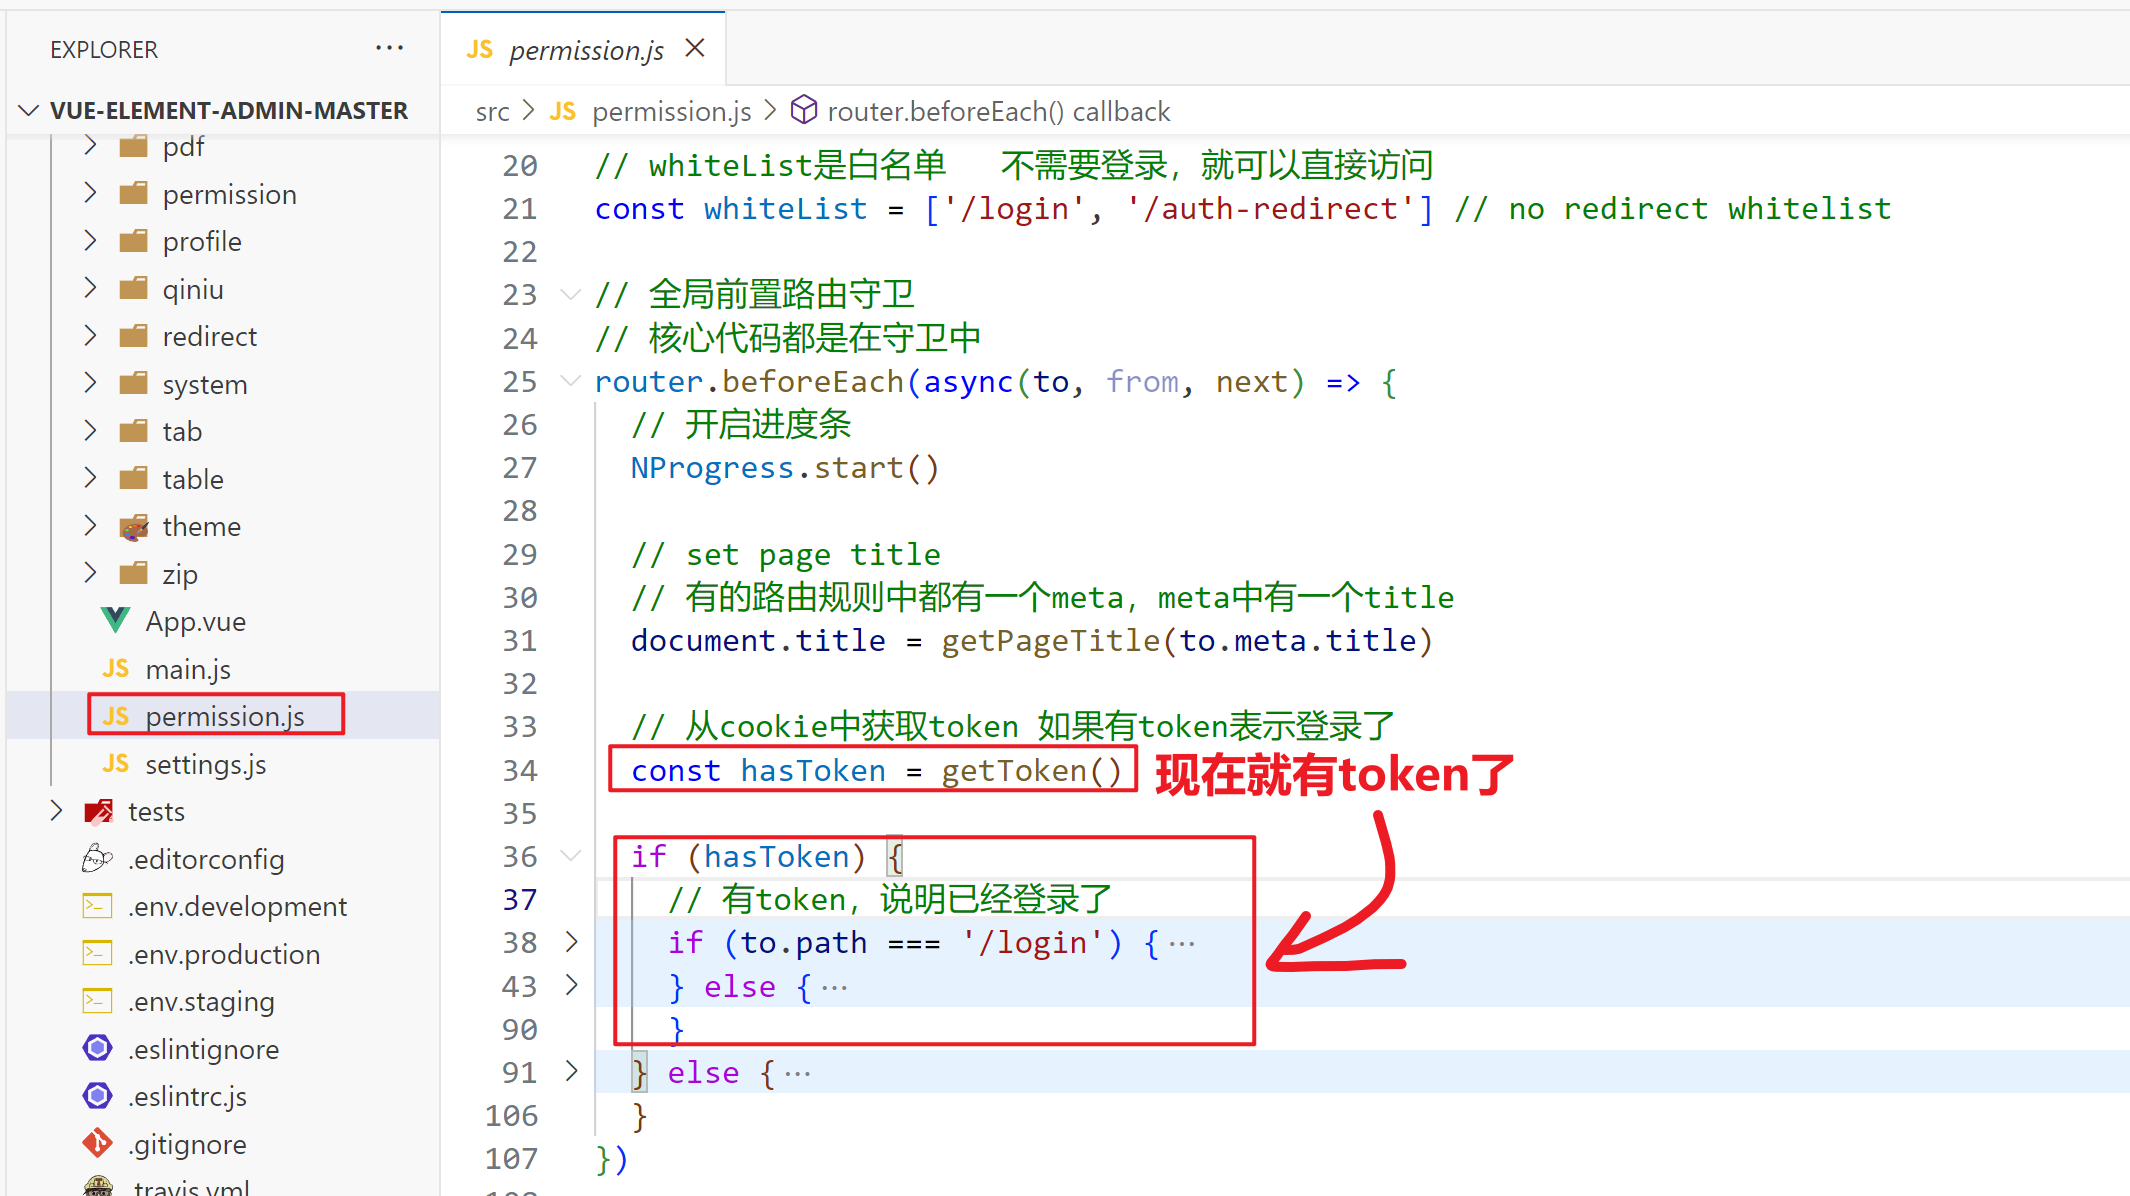 EXPLORER
···
JS permission.js
VUE-ELEMENT-ADMIN-MASTER
src > JS permission.js > router.beforeEach() callback
pdf
permission
profile
qiniu
redirect
system
tab
table
theme
zip
App.vue
JS main.js
JS permission.js
JS settings.js
tests
.editorconfig
.env.development
.env.production
.env.staging
.eslintignore
.eslintrc.js
.gitignore
.travis.yml
20 // whiteList是白名单   不需要登录，就可以直接访问
21 const whiteList = ['/login', '/auth-redirect'] // no redirect whitelist
22
23 // 全局前置路由守卫
24 // 核心代码都是在守卫中
25 router.beforeEach(async(to, from, next) => {
26 // 开启进度条
27 NProgress.start()
28
29 // set page title
30 // 有的路由规则中都有一个meta，meta中有一个title
31 document.title = getPageTitle(to.meta.title)
32
33 // 从cookie中获取token 如果有token表示登录了
34 const hasToken = getToken() 现在就有token了
35
36 if (hasToken) {
37 // 有token，说明已经登录了
38 if (to.path === '/login') {···
43 } else {···
90 }
91 } else {···
106 }
107 })
108